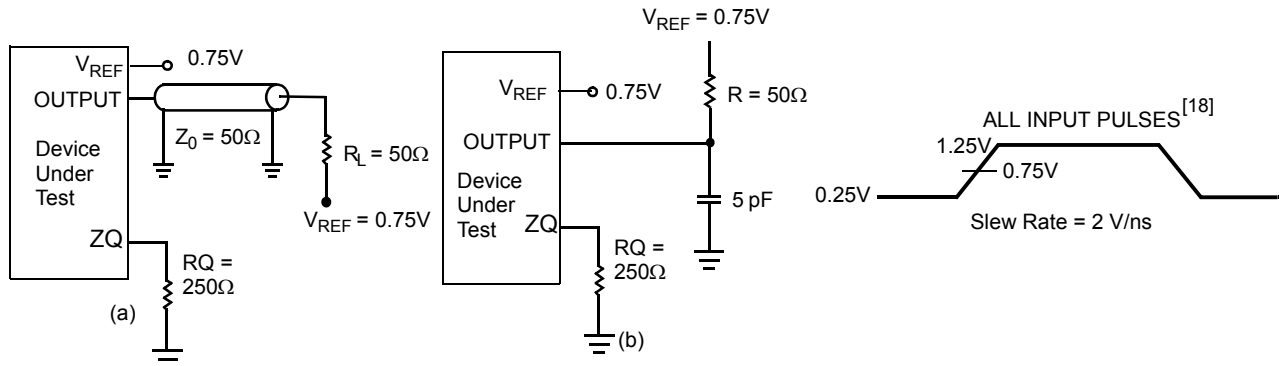 V_REF
0.75V
OUTPUT
Z_0 = 50Ω
Device
Under
Test
R_L = 50Ω
V_REF = 0.75V
ZQ
RQ =
250Ω
(a)
V_REF = 0.75V
R = 50Ω
V_REF
0.75V
OUTPUT
Device
Under
Test
5 pF
ZQ
RQ =
250Ω
(b)
ALL INPUT PULSES[18]
1.25V
0.75V
0.25V
Slew Rate = 2 V/ns